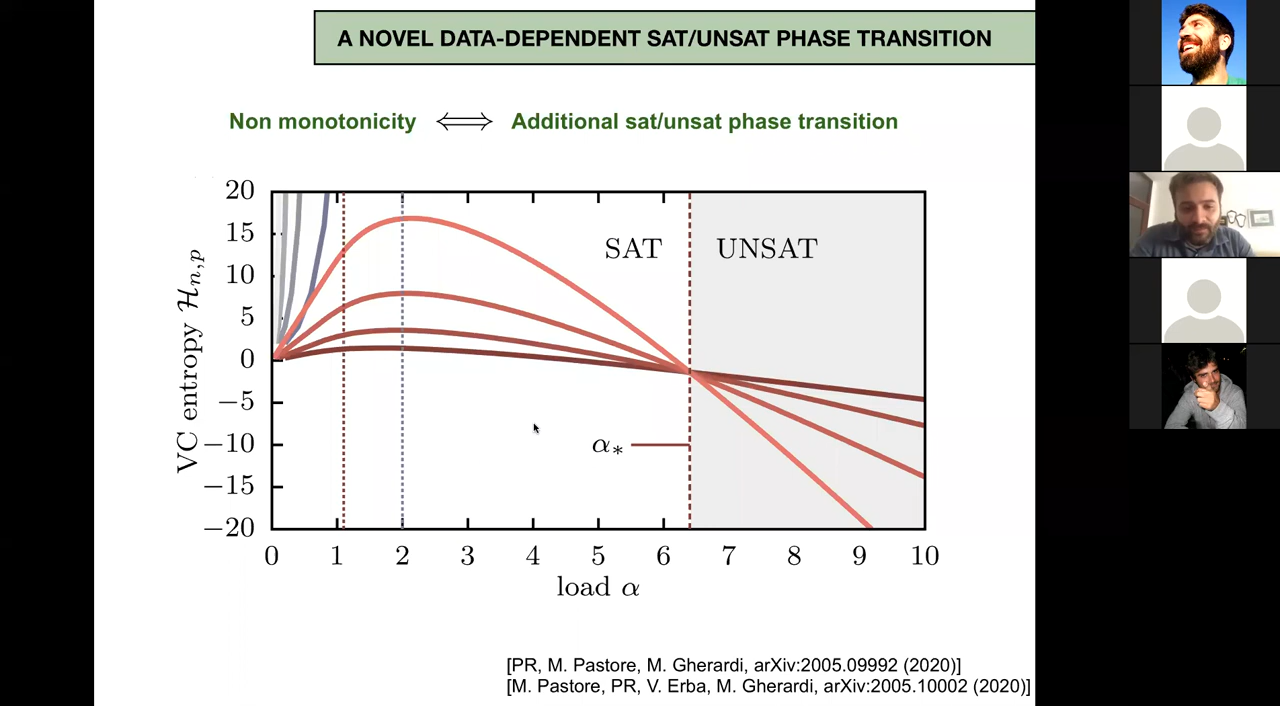 A NOVEL DATA-DEPENDENT SAT/UNSAT PHASE TRANSITION
Non monotonicity ⟺ Additional sat/unsat phase transition
20
15
10
5
0
−5
−10
−15
−20
VC entropy ℋn,p
SAT UNSAT
α*
0 1 2 3 4 5 6 7 8 9 10
load α
[PR, M. Pastore, M. Gherardi, arXiv:2005.09992 (2020)]
[M. Pastore, PR, V. Erba, M. Gherardi, arXiv:2005.10002 (2020)]